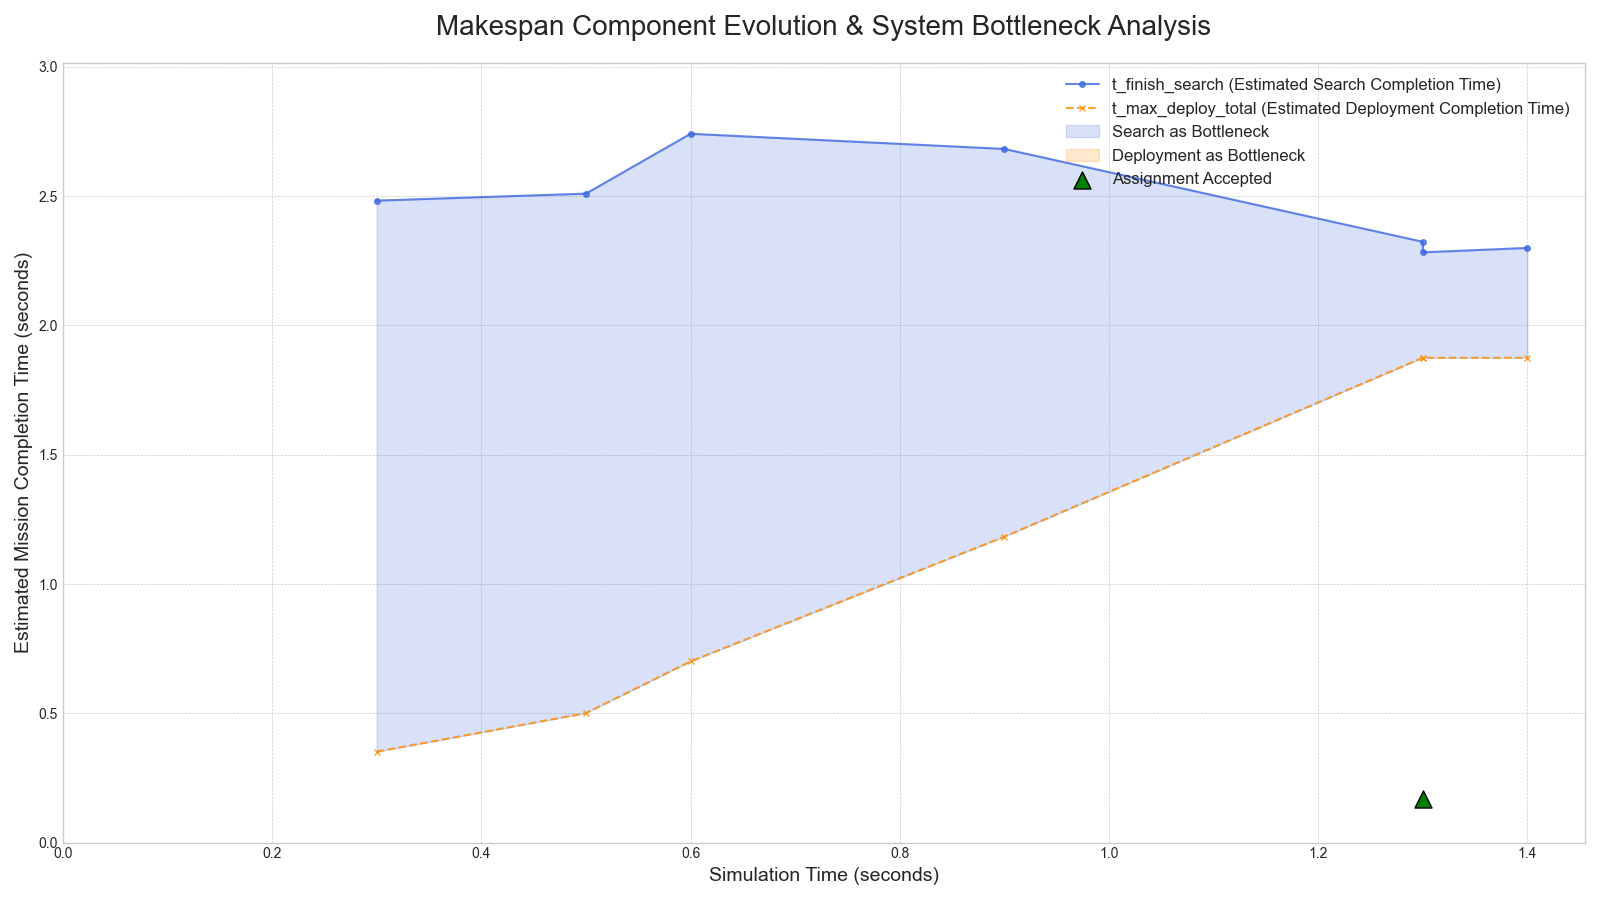 Makespan Component Evolution & System Bottleneck Analysis
3.0
2.5
2.0
1.5
1.0
0.5
0.0
Estimated Mission Completion Time (seconds)
t_finish_search (Estimated Search Completion Time)
t_max_deploy_total (Estimated Deployment Completion Time)
Search as Bottleneck
Deployment as Bottleneck
Assignment Accepted
0.0 0.2 0.4 0.6 0.8 1.0 1.2 1.4
Simulation Time (seconds)